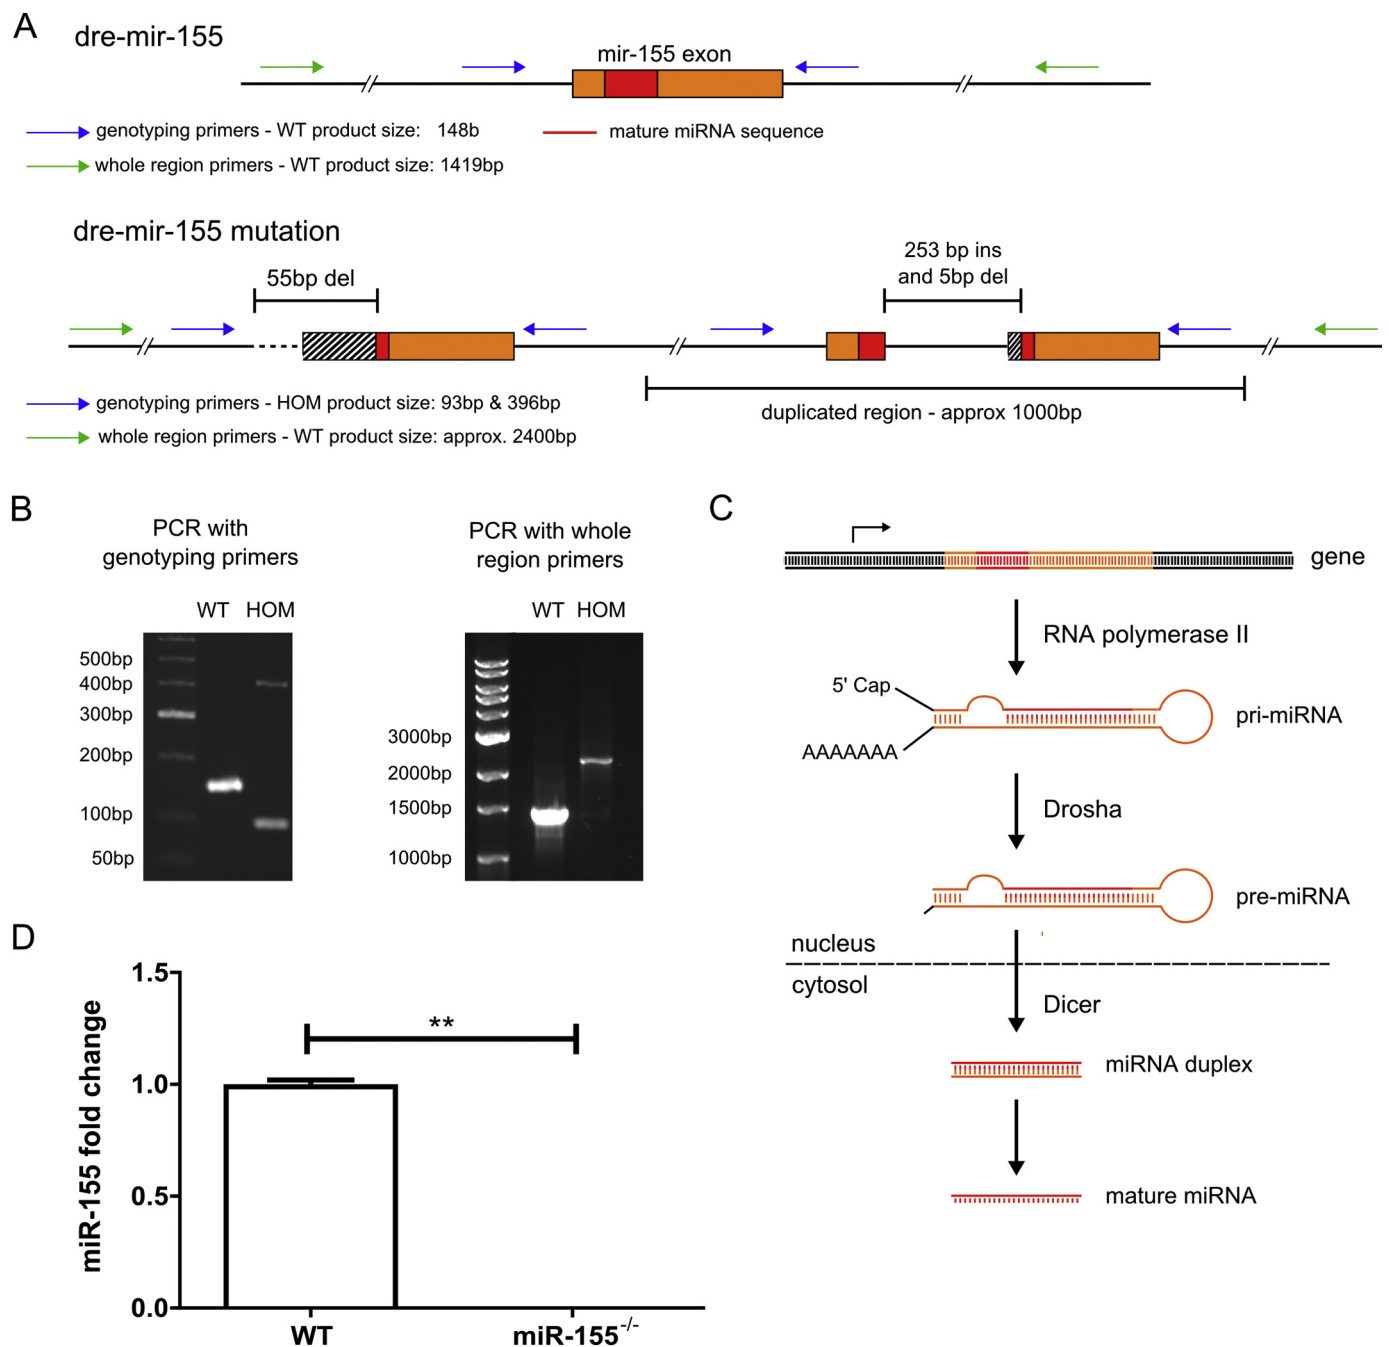 A
dre-mir-155
mir-155 exon
genotyping primers - WT product size: 148b
mature miRNA sequence
whole region primers - WT product size: 1419bp
dre-mir-155 mutation
55bp del
253 bp ins
and 5bp del
genotyping primers - HOM product size: 93bp & 396bp
duplicated region - approx 1000bp
whole region primers - WT product size: approx. 2400bp
B
PCR with
genotyping primers
WT HOM
500bp
400bp
300bp
200bp
100bp
50bp
PCR with whole
region primers
WT HOM
3000bp
2000bp
1500bp
1000bp
C
gene
RNA polymerase II
5' Cap
pri-miRNA
AAAAAAA
Drosha
pre-miRNA
nucleus
cytosol
Dicer
miRNA duplex
mature miRNA
D
miR-155 fold change
1.5
1.0
0.5
0.0
**
WT
miR-155-/-